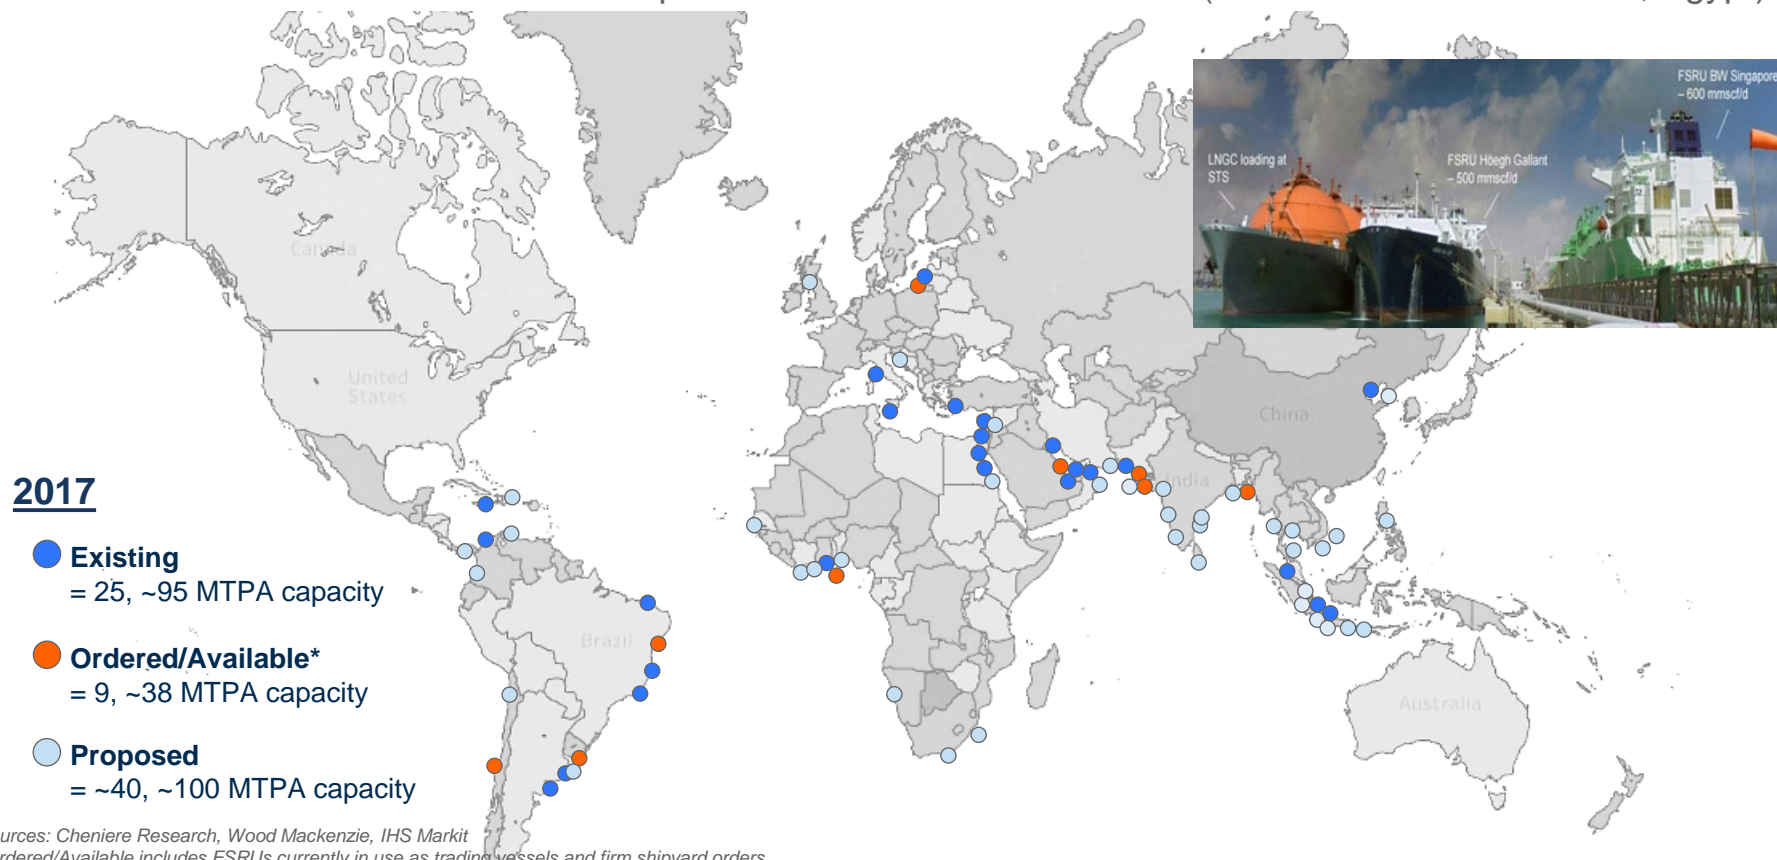 FSRU BW Singapore
– 600 mmscf/d
LNGC loading at
STS
FSRU Höegh Gallant
– 500 mmscf/d
Canada
United
States
China
India
Brazil
Australia
2017
Existing
= 25, ~95 MTPA capacity
Ordered/Available*
= 9, ~38 MTPA capacity
Proposed
= ~40, ~100 MTPA capacity
urces: Cheniere Research, Wood Mackenzie, IHS Markit
rdered/Available includes FSRUs currently in use as trading vessels and firm shipyard orders